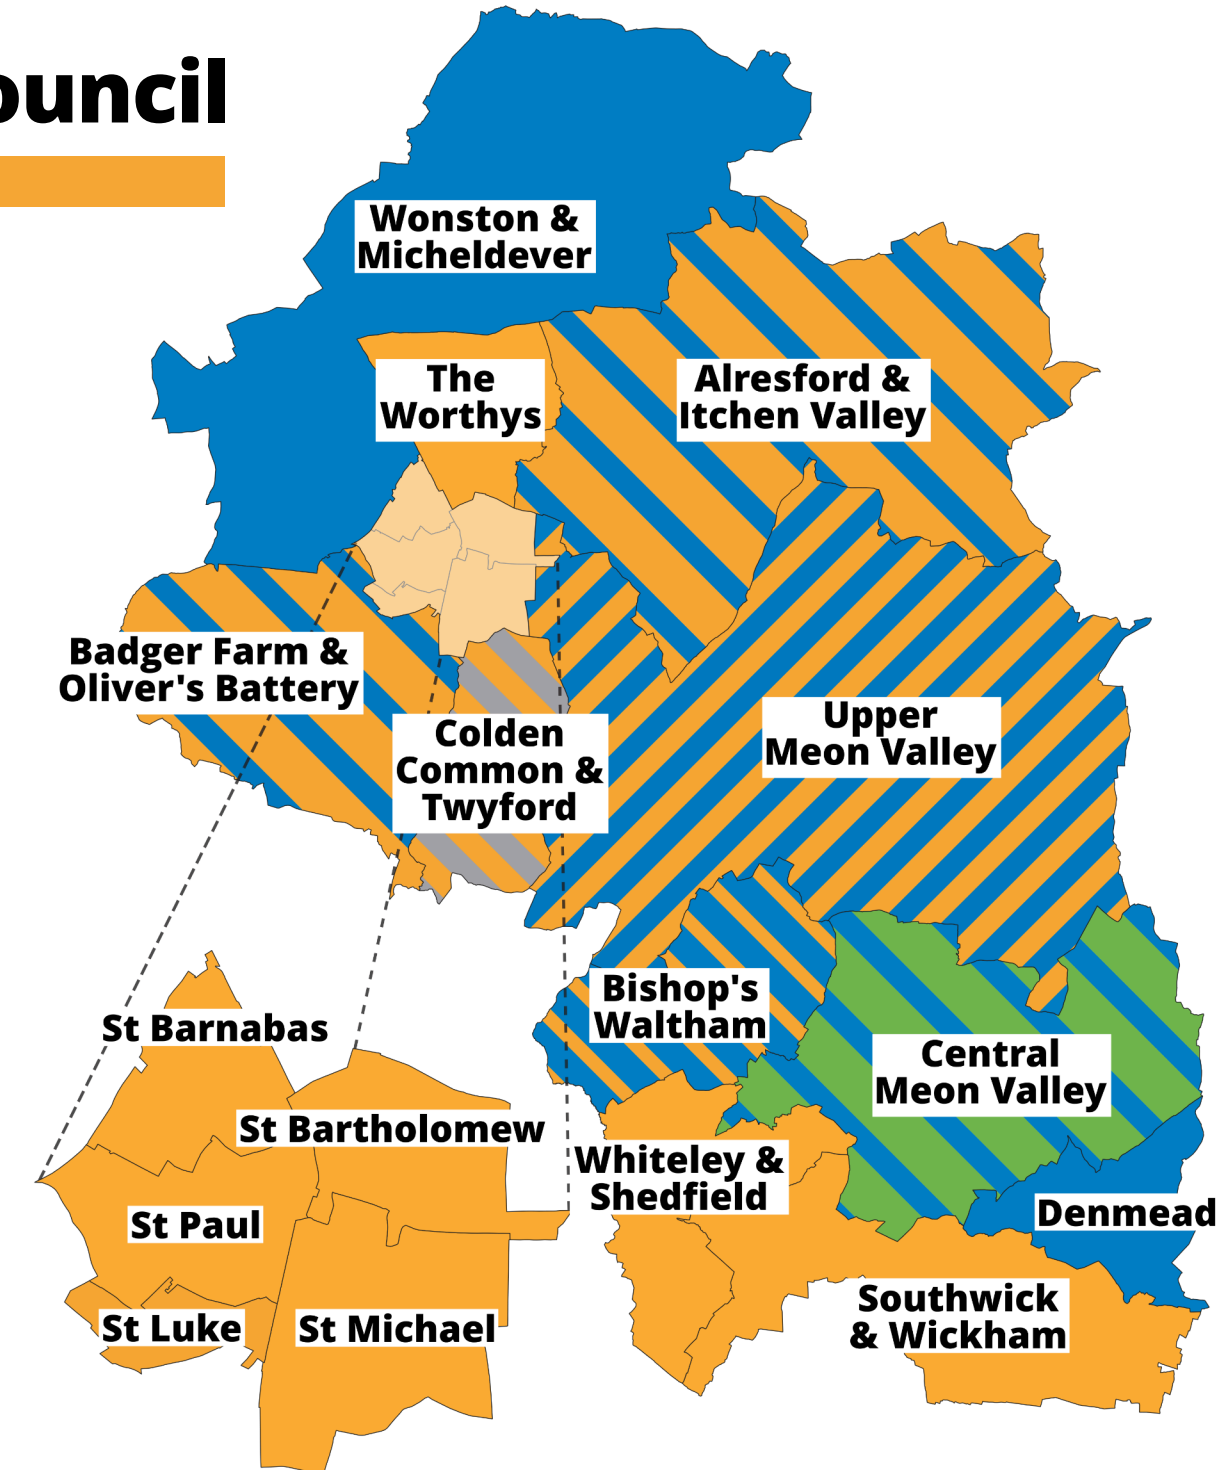 ouncil
Wonston &
Micheldever
The
Worthys
Alresford &
Itchen Valley
Badger Farm &
Oliver's Battery
Colden
Common &
Twyford
Upper
Meon Valley
Bishop's
Waltham
Central
Meon Valley
St Barnabas
St Bartholomew
Whiteley &
Shedfield
St Paul
Denmead
St Luke
St Michael
Southwick
& Wickham